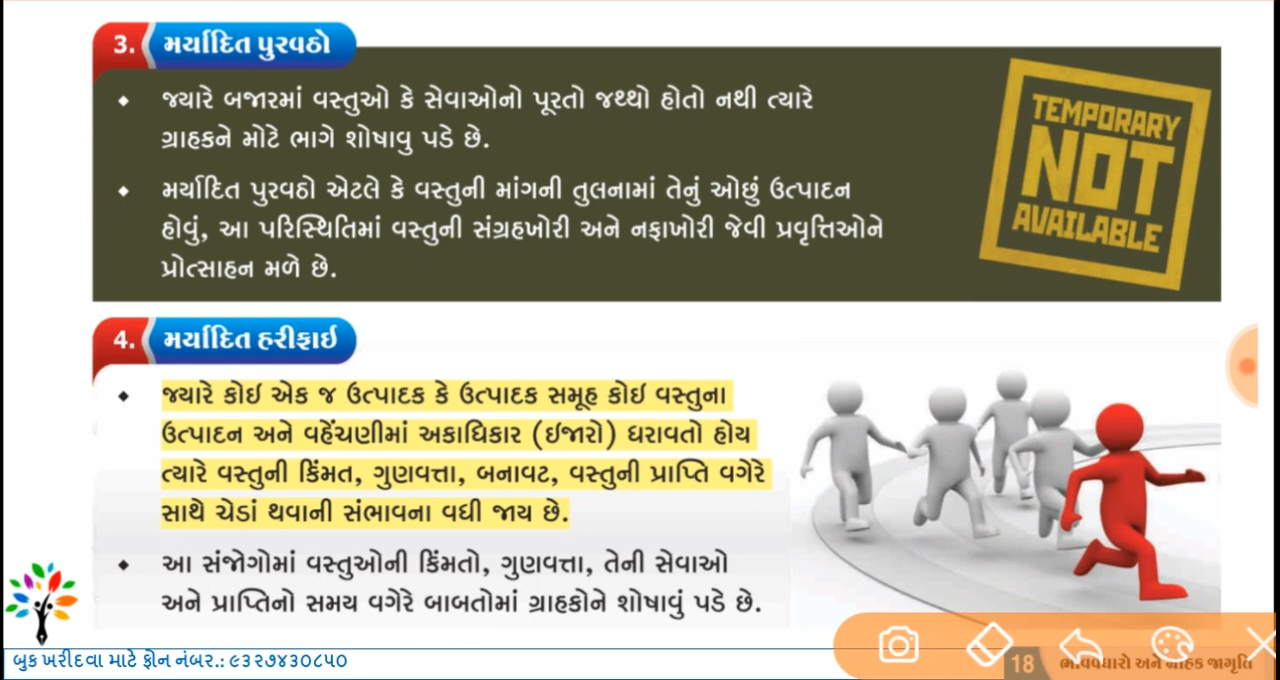 3. મર્યાદિત પુરવઠો
જ્યારે બજારમાં વસ્તુઓ કે સેવાઓનો પૂરતો જથ્થો હોતો નથી ત્યારે
ગ્રાહકને મોટે ભાગે શોષાવુ પડે છે.
મર્યાદિત પુરવઠો એટલે કે વસ્તુની માંગની તુલનામાં તેનું ઓછું ઉત્પાદન
હોવું, આ પરિસ્થિતિમાં વસ્તુની સંગ્રહખોરી અને નફાખોરી જેવી પ્રવૃત્તિઓને
પ્રોત્સાહન મળે છે.
TEMPORARY
NOT
AVAILABLE
4. મર્યાદિત હરીફાઈ
જ્યારે કોઈ એક જ ઉત્પાદક કે ઉત્પાદક સમૂહ કોઈ વસ્તુના
ઉત્પાદન અને વહેંચણીમાં અકાધિકાર (ઈજારો) ધરાવતો હોય
ત્યારે વસ્તુની કિંમત, ગુણવત્તા, બનાવટ, વસ્તુની પ્રાપ્તિ વગેરે
સાથે ચેડાં થવાની સંભાવના વધી જાય છે.
આ સંજોગોમાં વસ્તુઓની કિંમતો, ગુણવત્તા, તેની સેવાઓ
અને પ્રાપ્તિનો સમય વગેરે બાબતોમાં ગ્રાહકોને શોષાવું પડે છે.
બુક ખરીદવા માટે ફોન નંબર.: ૯૩૨૭૪૩૦૮૫૦
18 ભાવવધારો અને ગ્રાહક જાગૃતિ